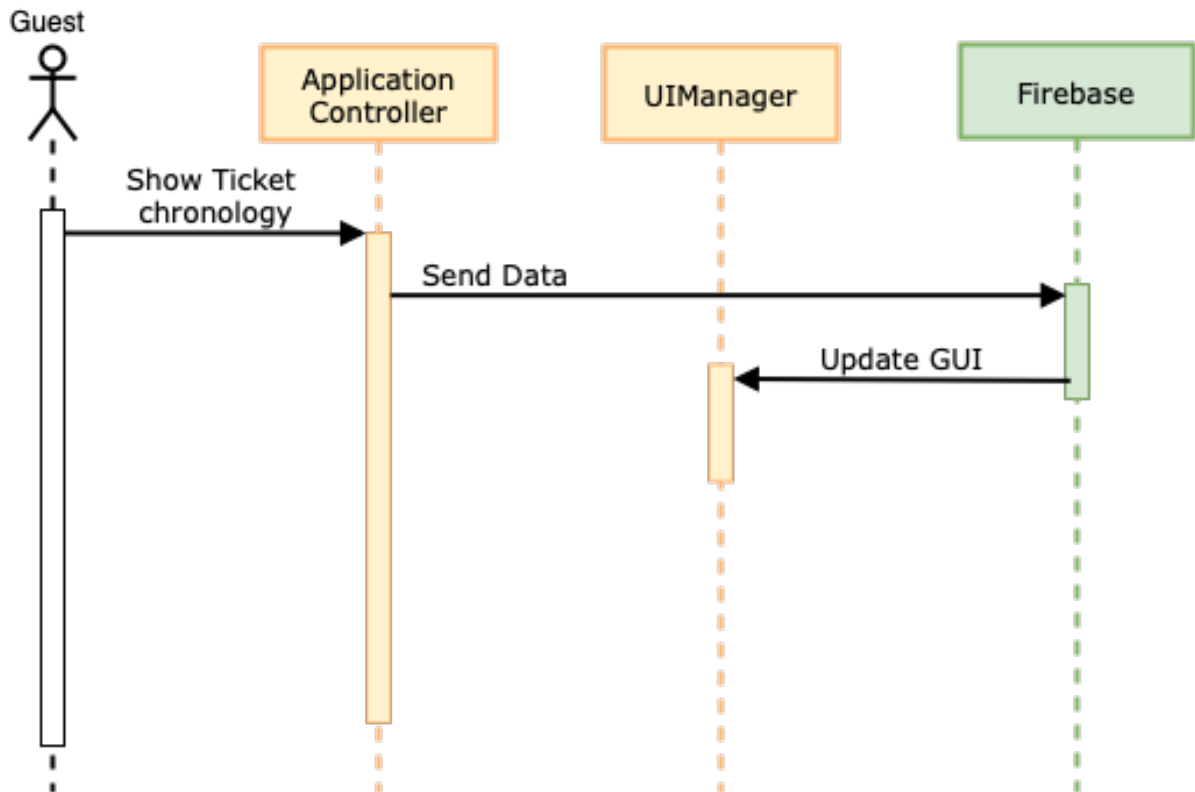 Guest
Application
Controller
UIManager
Firebase
Show Ticket
chronology
Send Data
Update GUI